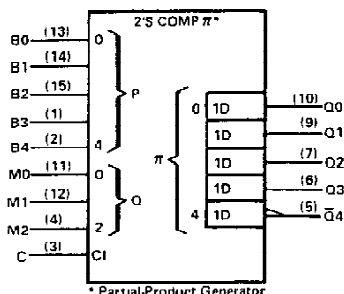 2'S COMP π*
B0 (13) 0
B1 (14)
B2 (15) P
B3 (1)
B4 (2) 4
M0 (11) 0
M1 (12) Q
M2 (4) 2
C (3) CI
π
0 1D (10) Q0
1D (9) Q1
1D (7) Q2
1D (6) Q3
4 1D (5) Q̅4
* Partial-Product Generator